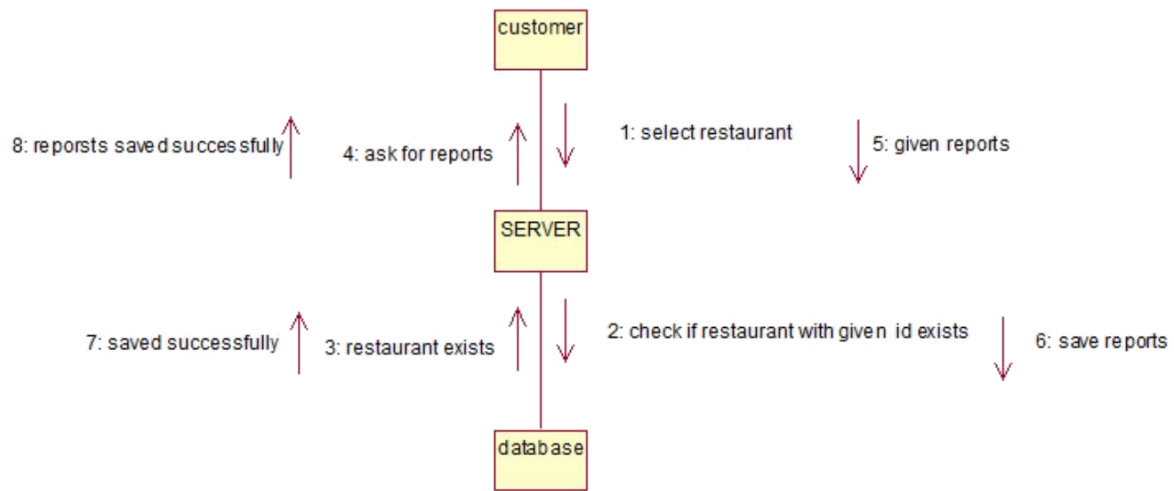 customer
1: select restaurant
8: reporsts saved successfully
4: ask for reports
5: given reports
SERVER
2: check if restaurant with given id exists
7: saved successfully
3: restaurant exists
6: save reports
database